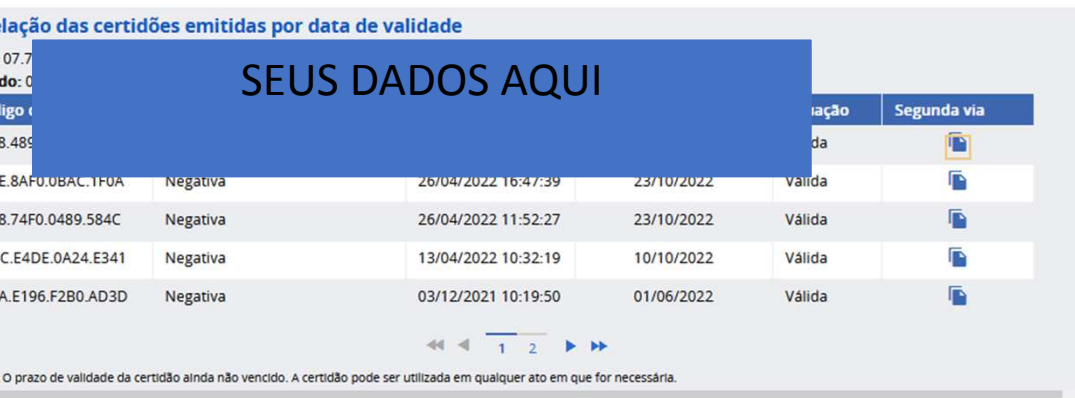 elação das certidões emitidas por data de validade
07.7
do: 0
SEUS DADOS AQUI
digo uação Segunda via
8.489 da
E.8AF0.0BAC.1F0A Negativa 26/04/2022 16:47:39 23/10/2022 Válida
8.74F0.0489.584C Negativa 26/04/2022 11:52:27 23/10/2022 Válida
C.E4DE.0A24.E341 Negativa 13/04/2022 10:32:19 10/10/2022 Válida
A.E196.F2B0.AD3D Negativa 03/12/2021 10:19:50 01/06/2022 Válida
1 2
O prazo de validade da certidão ainda não vencido. A certidão pode ser utilizada em qualquer ato em que for necessária.